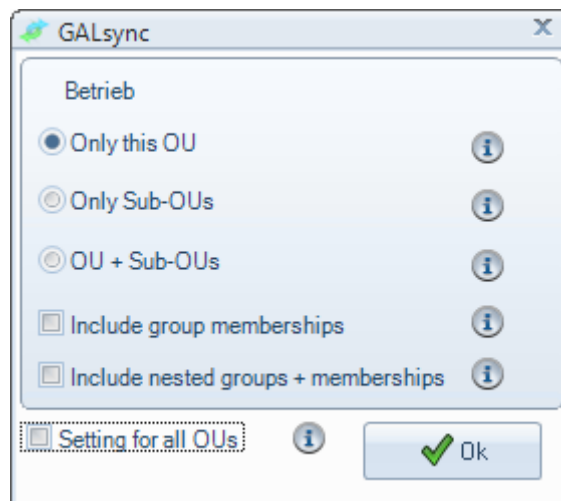 GALsync
Betrieb
Only this OU
Only Sub-OUs
OU + Sub-OUs
Include group memberships
Include nested groups + memberships
Setting for all OUs
Ok